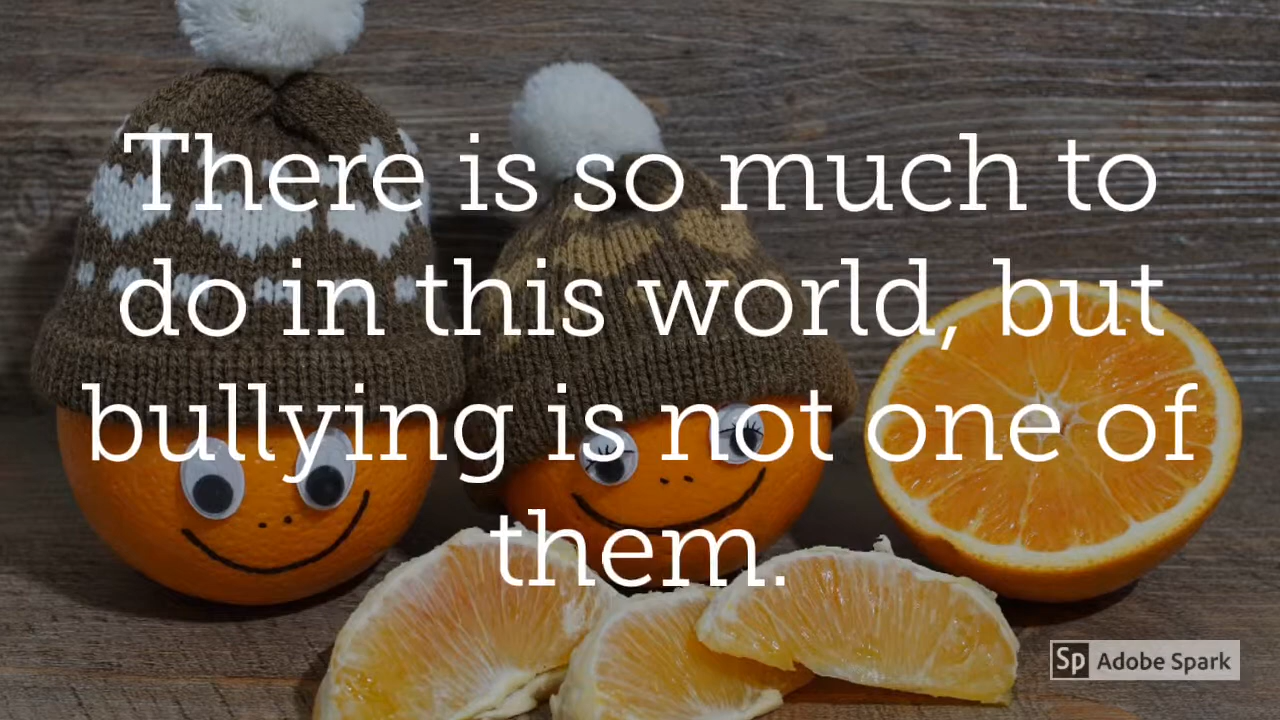 There is so much to
do in this world, but
bullying is not one of
them.
Sp Adobe Spark